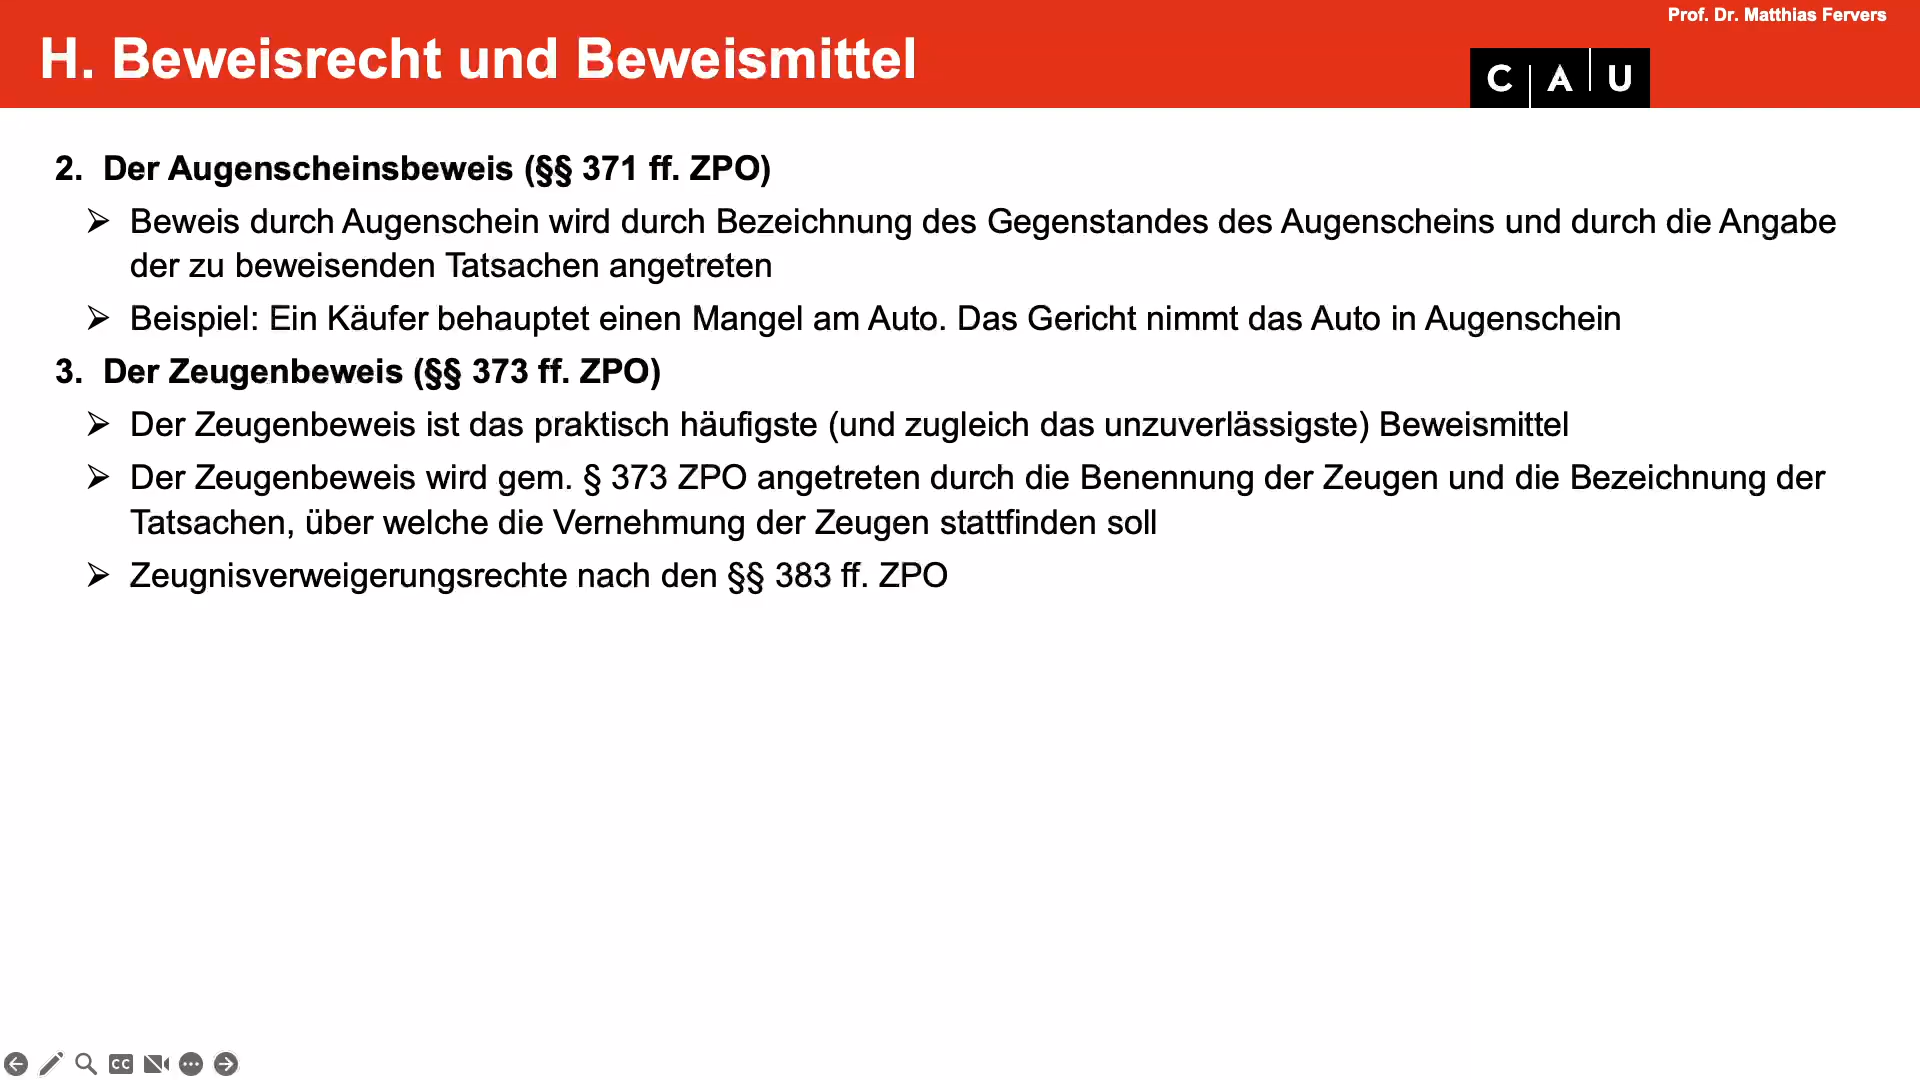 Prof. Dr. Matthias Fervers
H. Beweisrecht und Beweismittel
C A U
2. Der Augenscheinsbeweis (§§ 371 ff. ZPO)
➢ Beweis durch Augenschein wird durch Bezeichnung des Gegenstandes des Augenscheins und durch die Angabe
der zu beweisenden Tatsachen angetreten
➢ Beispiel: Ein Käufer behauptet einen Mangel am Auto. Das Gericht nimmt das Auto in Augenschein
3. Der Zeugenbeweis (§§ 373 ff. ZPO)
➢ Der Zeugenbeweis ist das praktisch häufigste (und zugleich das unzuverlässigste) Beweismittel
➢ Der Zeugenbeweis wird gem. § 373 ZPO angetreten durch die Benennung der Zeugen und die Bezeichnung der
Tatsachen, über welche die Vernehmung der Zeugen stattfinden soll
➢ Zeugnisverweigerungsrechte nach den §§ 383 ff. ZPO
CC